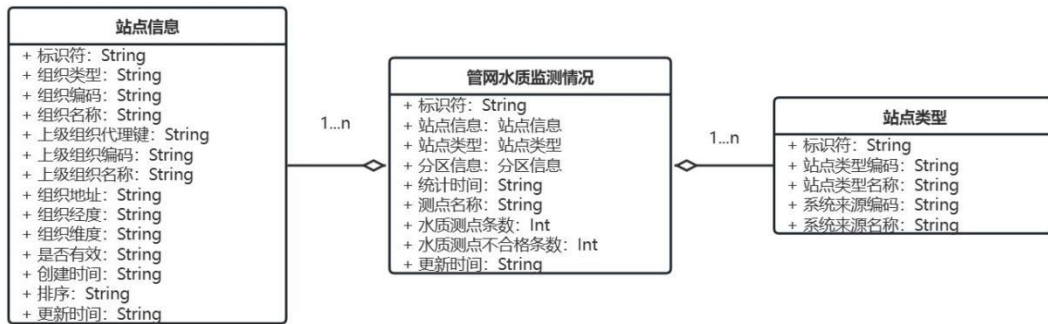 站点信息
+ 标识符：String
+ 组织类型：String
+ 组织编码：String
+ 组织名称：String
+ 上级组织代理键：String
+ 上级组织编码：String
+ 上级组织名称：String
+ 组织地址：String
+ 组织经度：String
+ 组织维度：String
+ 是否有效：String
+ 创建时间：String
+ 排序：String
+ 更新时间：String
1...n
管网水质监测情况
+ 标识符：String
+ 站点信息：站点信息
+ 站点类型：站点类型
+ 分区信息：分区信息
+ 统计时间：String
+ 测点名称：String
+ 水质测点条数：Int
+ 水质测点不合格条数：Int
+ 更新时间：String
1...n
站点类型
+ 标识符：String
+ 站点类型编码：String
+ 站点类型名称：String
+ 系统来源编码：String
+ 系统来源名称：String